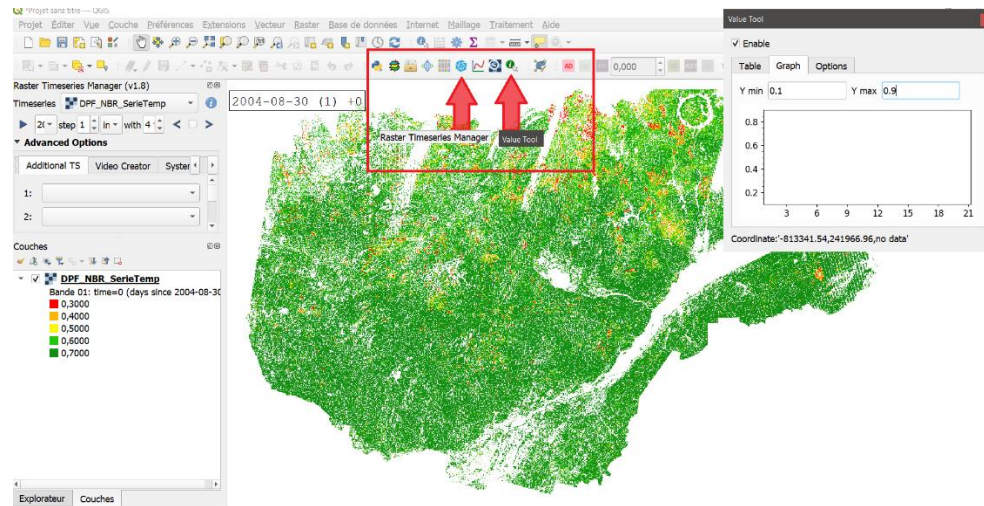 *Projet sans titre — QGIS
Projet Éditer Vue Couche Préférences Extensions Vecteur Raster Base de données Internet Maillage Traitement Aide
0,000
Raster Timeseries Manager (v1.8)
Timeseries DPF_NBR_SerieTemp
step 1 in with 4
Advanced Options
Additional TS Video Creator System
1:
2:
Couches
DPF_NBR_SerieTemp
Bande 01: time=0 (days since 2004-08-30
0,3000
0,4000
0,5000
0,6000
0,7000
Explorateur Couches
2004-08-30 (1) +0
Raster Timeseries Manager
Value Tool
Value Tool
Enable
Table Graph Options
Y min 0.1 Y max 0.9
0.8
0.6
0.4
0.2
3 6 9 12 15 18 21
Coordinate:'-813341.54,241966.96,no data'